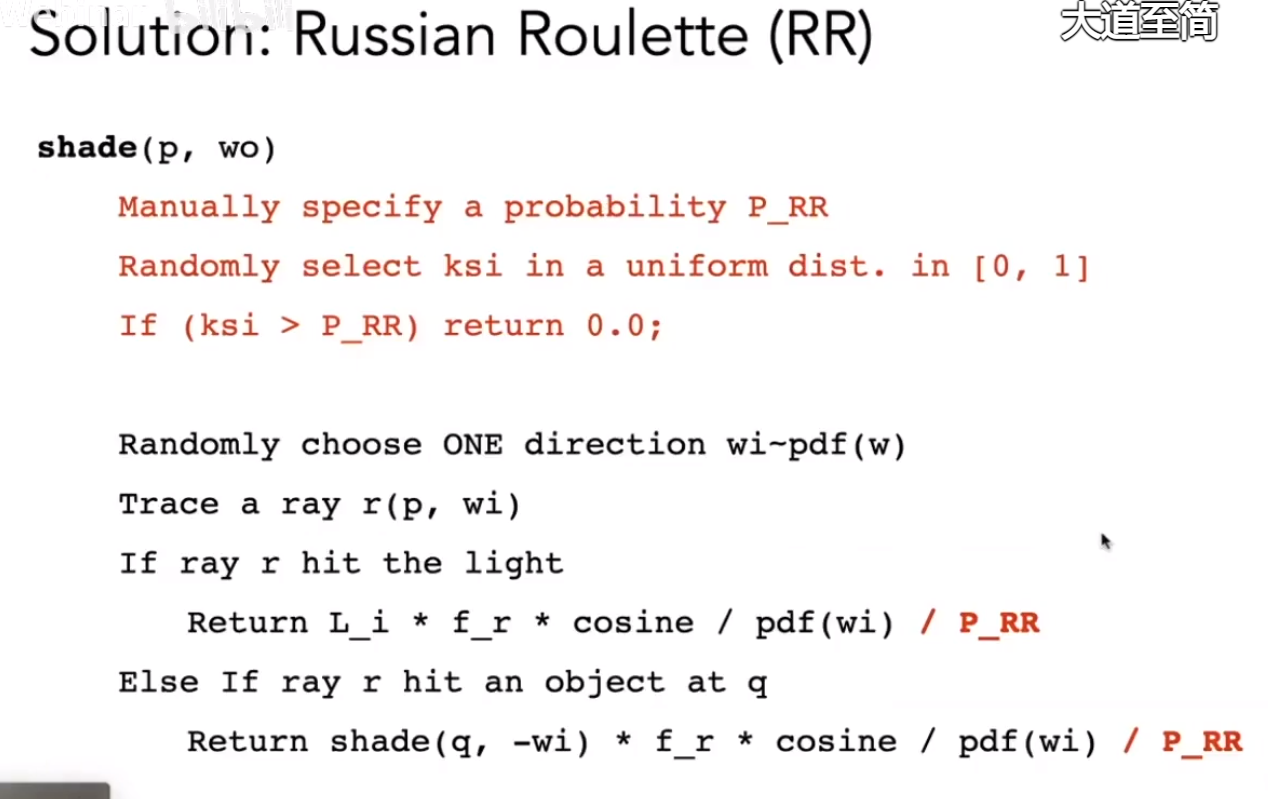 Solution: Russian Roulette (RR)
大道至简
shade(p, wo)
Manually specify a probability P_RR
Randomly select ksi in a uniform dist. in [0, 1]
If (ksi > P_RR) return 0.0;
Randomly choose ONE direction wi~pdf(w)
Trace a ray r(p, wi)
If ray r hit the light
Return L_i * f_r * cosine / pdf(wi) / P_RR
Else If ray r hit an object at q
Return shade(q, -wi) * f_r * cosine / pdf(wi) / P_RR